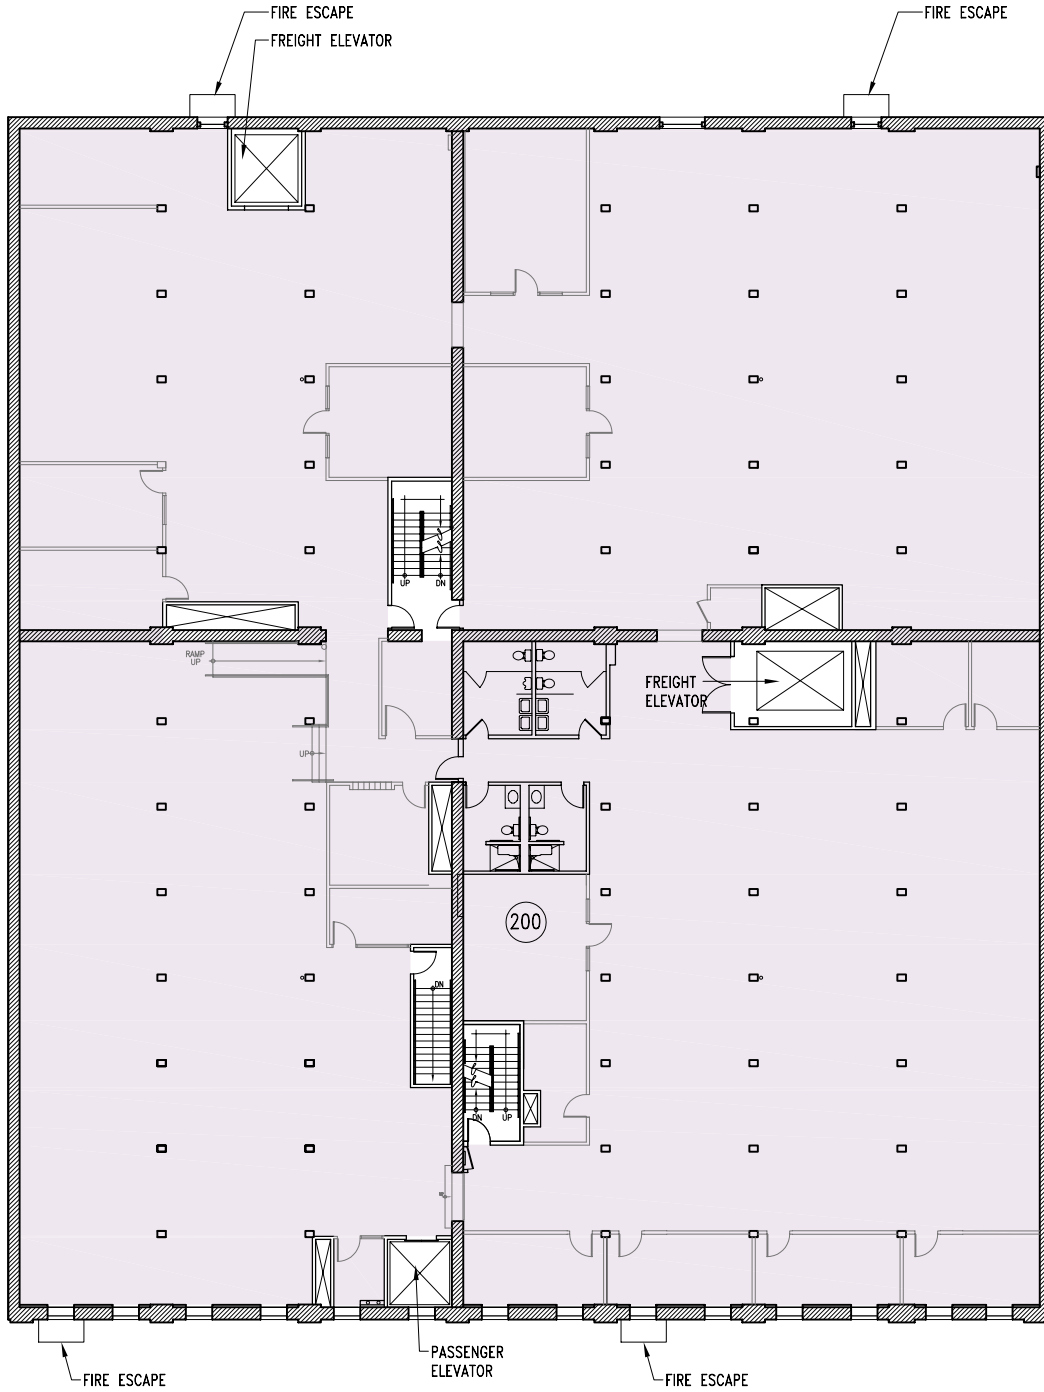 FIRE ESCAPE
FREIGHT ELEVATOR
FIRE ESCAPE
UP
DN
RAMP
UP
FREIGHT
ELEVATOR
UP
200
DN
DN
UP
PASSENGER
ELEVATOR
FIRE ESCAPE
FIRE ESCAPE